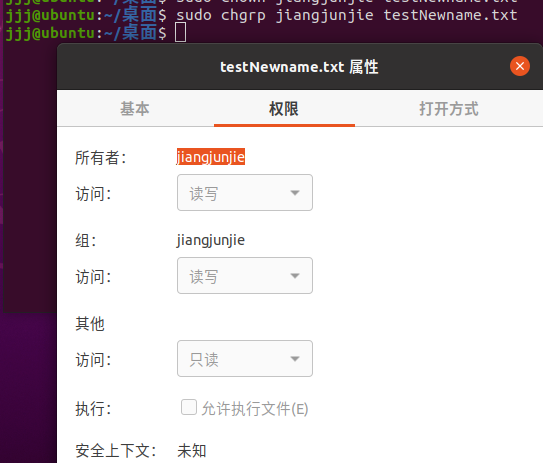 jjj@ubuntu:~/桌面$ sudo chown jiangjunjie testNewname.txt
jjj@ubuntu:~/桌面$ sudo chgrp jiangjunjie testNewname.txt
jjj@ubuntu:~/桌面$
testNewname.txt 属性
基本 权限 打开方式
所有者： jiangjunjie
访问： 读写
组： jiangjunjie
访问： 读写
其他
访问： 只读
执行： 允许执行文件(E)
安全上下文： 未知